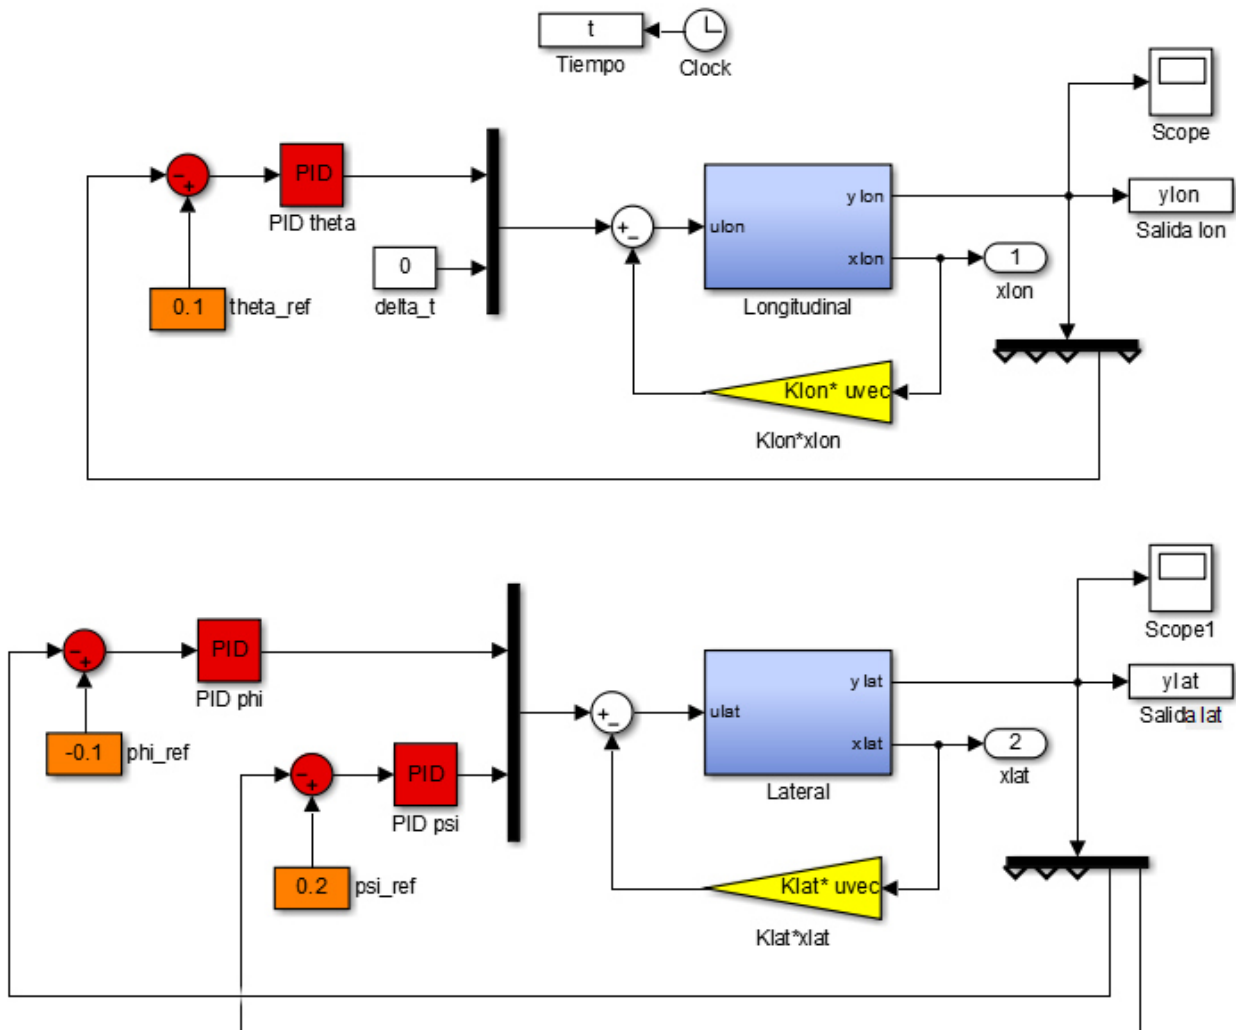 t
Tiempo
Clock
Scope
PID
PID theta
y lon
ylon
Salida lon
ulon
0
x lon
1
xlon
0.1
theta_ref
delta_t
Longitudinal
Klon* uvec
Klon*xlon
Scope1
PID
PID phi
y lat
ylat
Salida lat
ulat
-0.1
phi_ref
x lat
2
xlat
PID
PID psi
Lateral
0.2
psi_ref
Klat* uvec
Klat*xlat